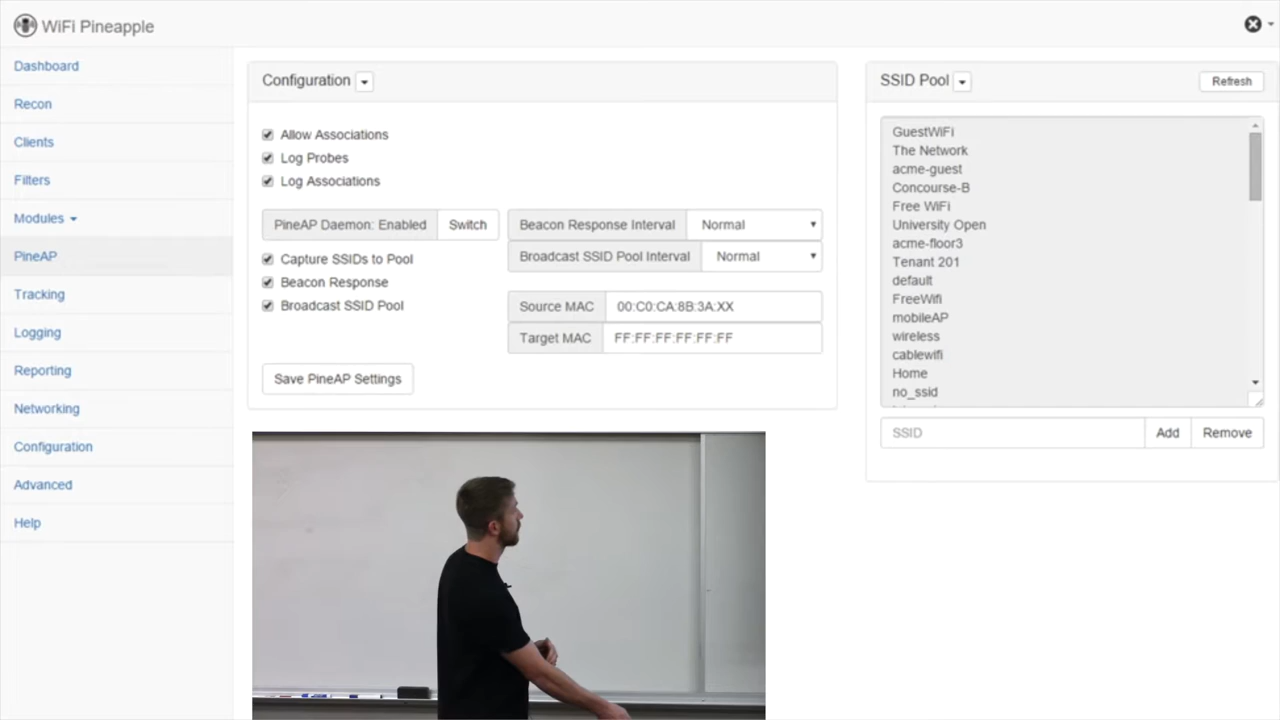 WiFi Pineapple
Dashboard
Recon
Clients
Filters
Modules
PineAP
Tracking
Logging
Reporting
Networking
Configuration
Advanced
Help
Configuration
Allow Associations
Log Probes
Log Associations
PineAP Daemon: Enabled
Switch
Capture SSIDs to Pool
Beacon Response
Broadcast SSID Pool
Beacon Response Interval
Normal
Broadcast SSID Pool Interval
Normal
Source MAC
00:C0:CA:8B:3A:XX
Target MAC
FF:FF:FF:FF:FF:FF
Save PineAP Settings
SSID Pool
Refresh
GuestWiFi
The Network
acme-guest
Concourse-B
Free WiFi
University Open
acme-floor3
Tenant 201
default
FreeWifi
mobileAP
wireless
cablewifi
Home
no_ssid
SSID
Add
Remove